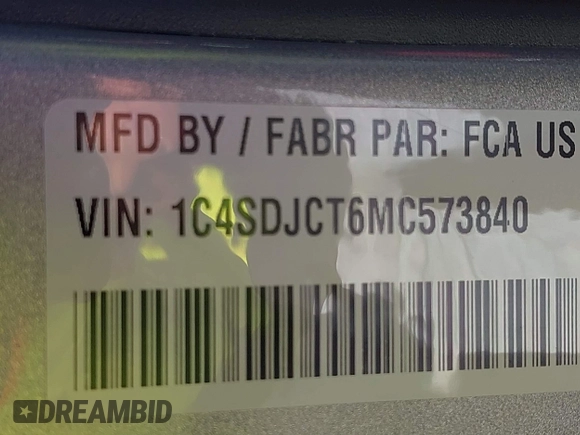 MFD BY / FABR PAR: FCA US
VIN: 1C4SDJCT6MC573840
DREAMBID